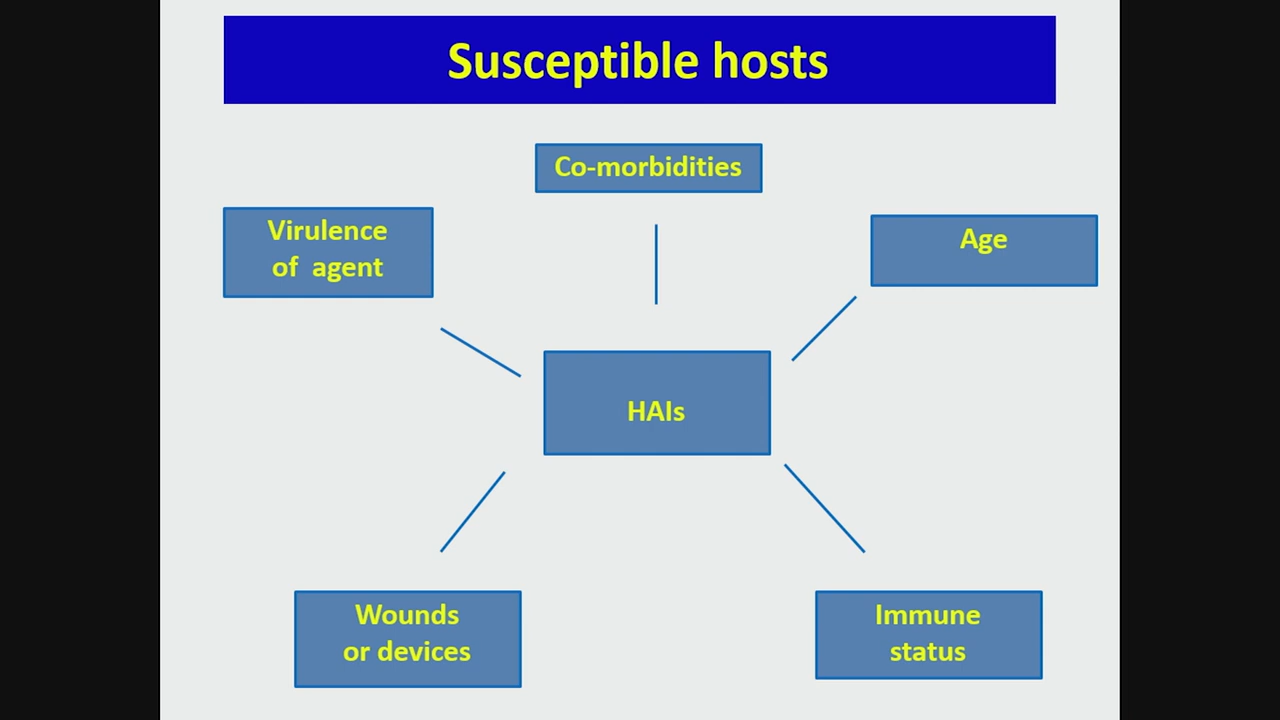 Susceptible hosts
Co-morbidities
Virulence
of agent
Age
HAIs
Wounds
or devices
Immune
status